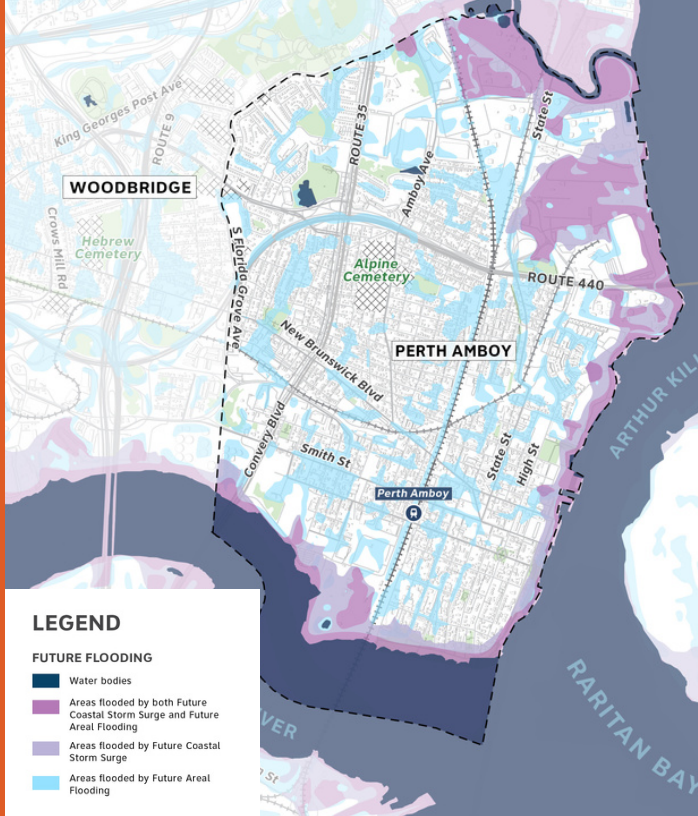 State St
King Georges Post Ave
ROUTE 9
ROUTE 35
WOODBRIDGE
Amboy Ave
Crows Mill Rd
Hebrew
Cemetery
S Florida Grove Ave
Alpine
Cemetery
ROUTE 440
New Brunswick Blvd
PERTH AMBOY
ARTHUR KIL
Convery Blvd
Smith St
State St
High St
Perth Amboy
RARITAN BAY
VER
St
LEGEND
FUTURE FLOODING
Water bodies
Areas flooded by both Future
Coastal Storm Surge and Future
Areal Flooding
Areas flooded by Future Coastal
Storm Surge
Areas flooded by Future Areal
Flooding